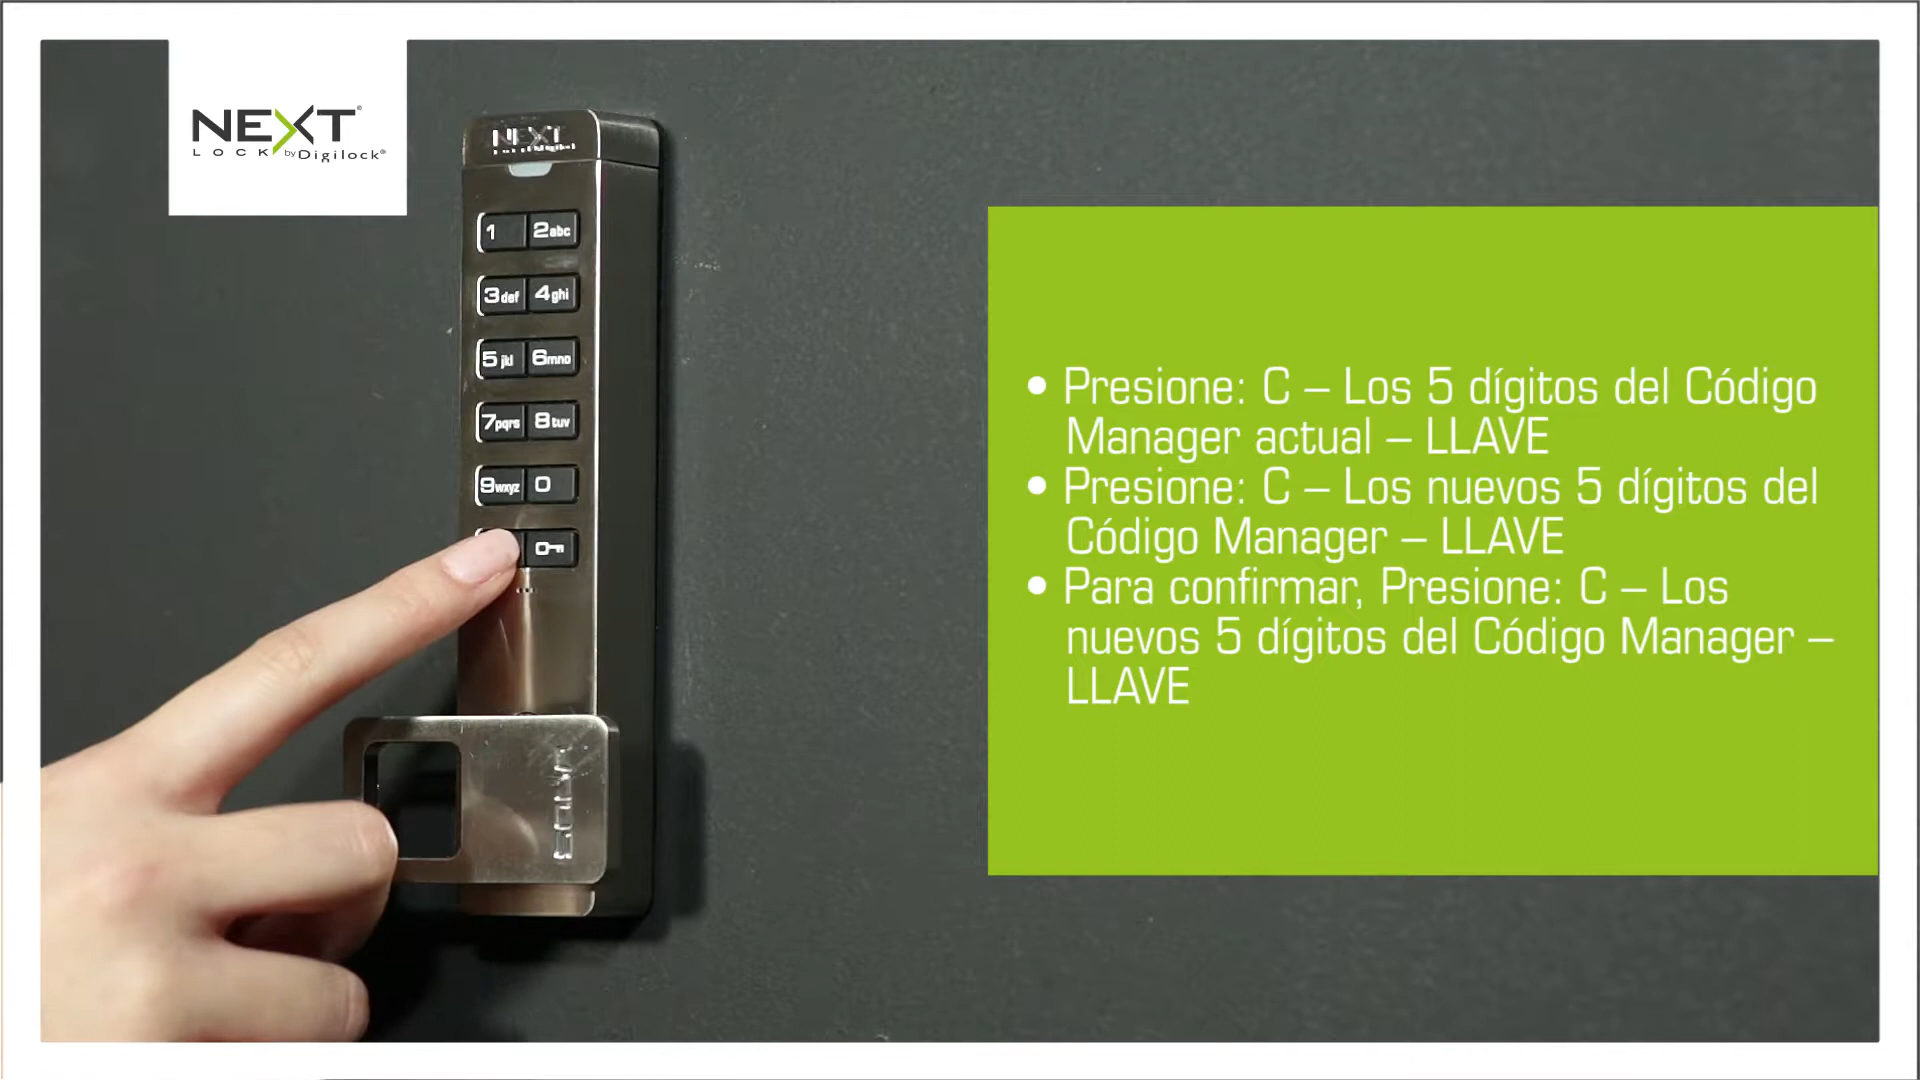 NEXT®
LOCK by Digilock®
NEXT
1 2abc
3def 4ghi
5jkl 6mno
7pqrs 8tuv
9wxyz 0
• Presione: C – Los 5 dígitos del Código
Manager actual – LLAVE
• Presione: C – Los nuevos 5 dígitos del
Código Manager – LLAVE
• Para confirmar, Presione: C – Los
nuevos 5 dígitos del Código Manager –
LLAVE